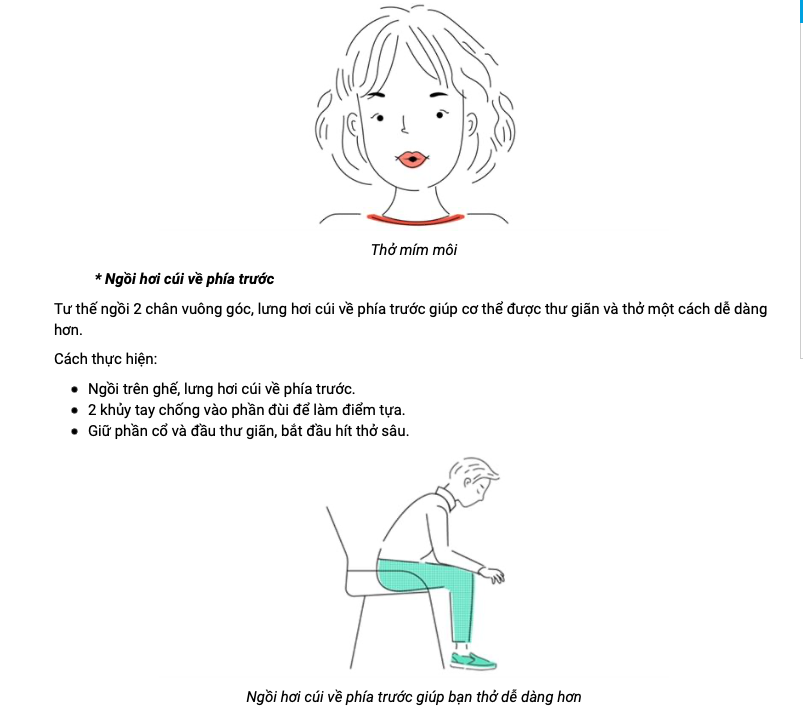 Thở mím môi
* Ngồi hơi cúi về phía trước
Tư thế ngồi 2 chân vuông góc, lưng hơi cúi về phía trước giúp cơ thể được thư giãn và thở một cách dễ dàng
hơn.
Cách thực hiện:
• Ngồi trên ghế, lưng hơi cúi về phía trước.
• 2 khủy tay chống vào phần đùi để làm điểm tựa.
• Giữ phần cổ và đầu thư giãn, bắt đầu hít thở sâu.
Ngồi hơi cúi về phía trước giúp bạn thở dễ dàng hơn